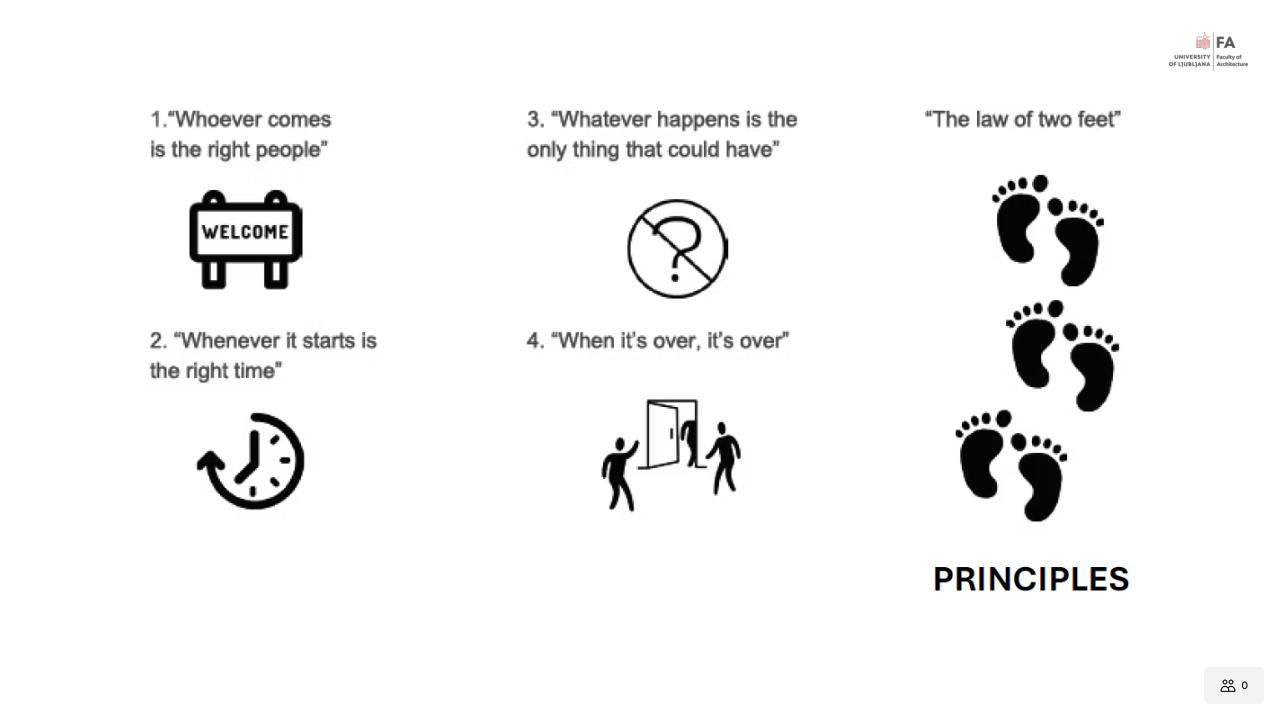 UNIVERSITY
OF LJUBLJANA
FA
Faculty of
Architecture
1.“Whoever comes
is the right people”
WELCOME
2. “Whenever it starts is
the right time”
3. “Whatever happens is the
only thing that could have”
?
4. “When it’s over, it’s over”
“The law of two feet”
PRINCIPLES
0